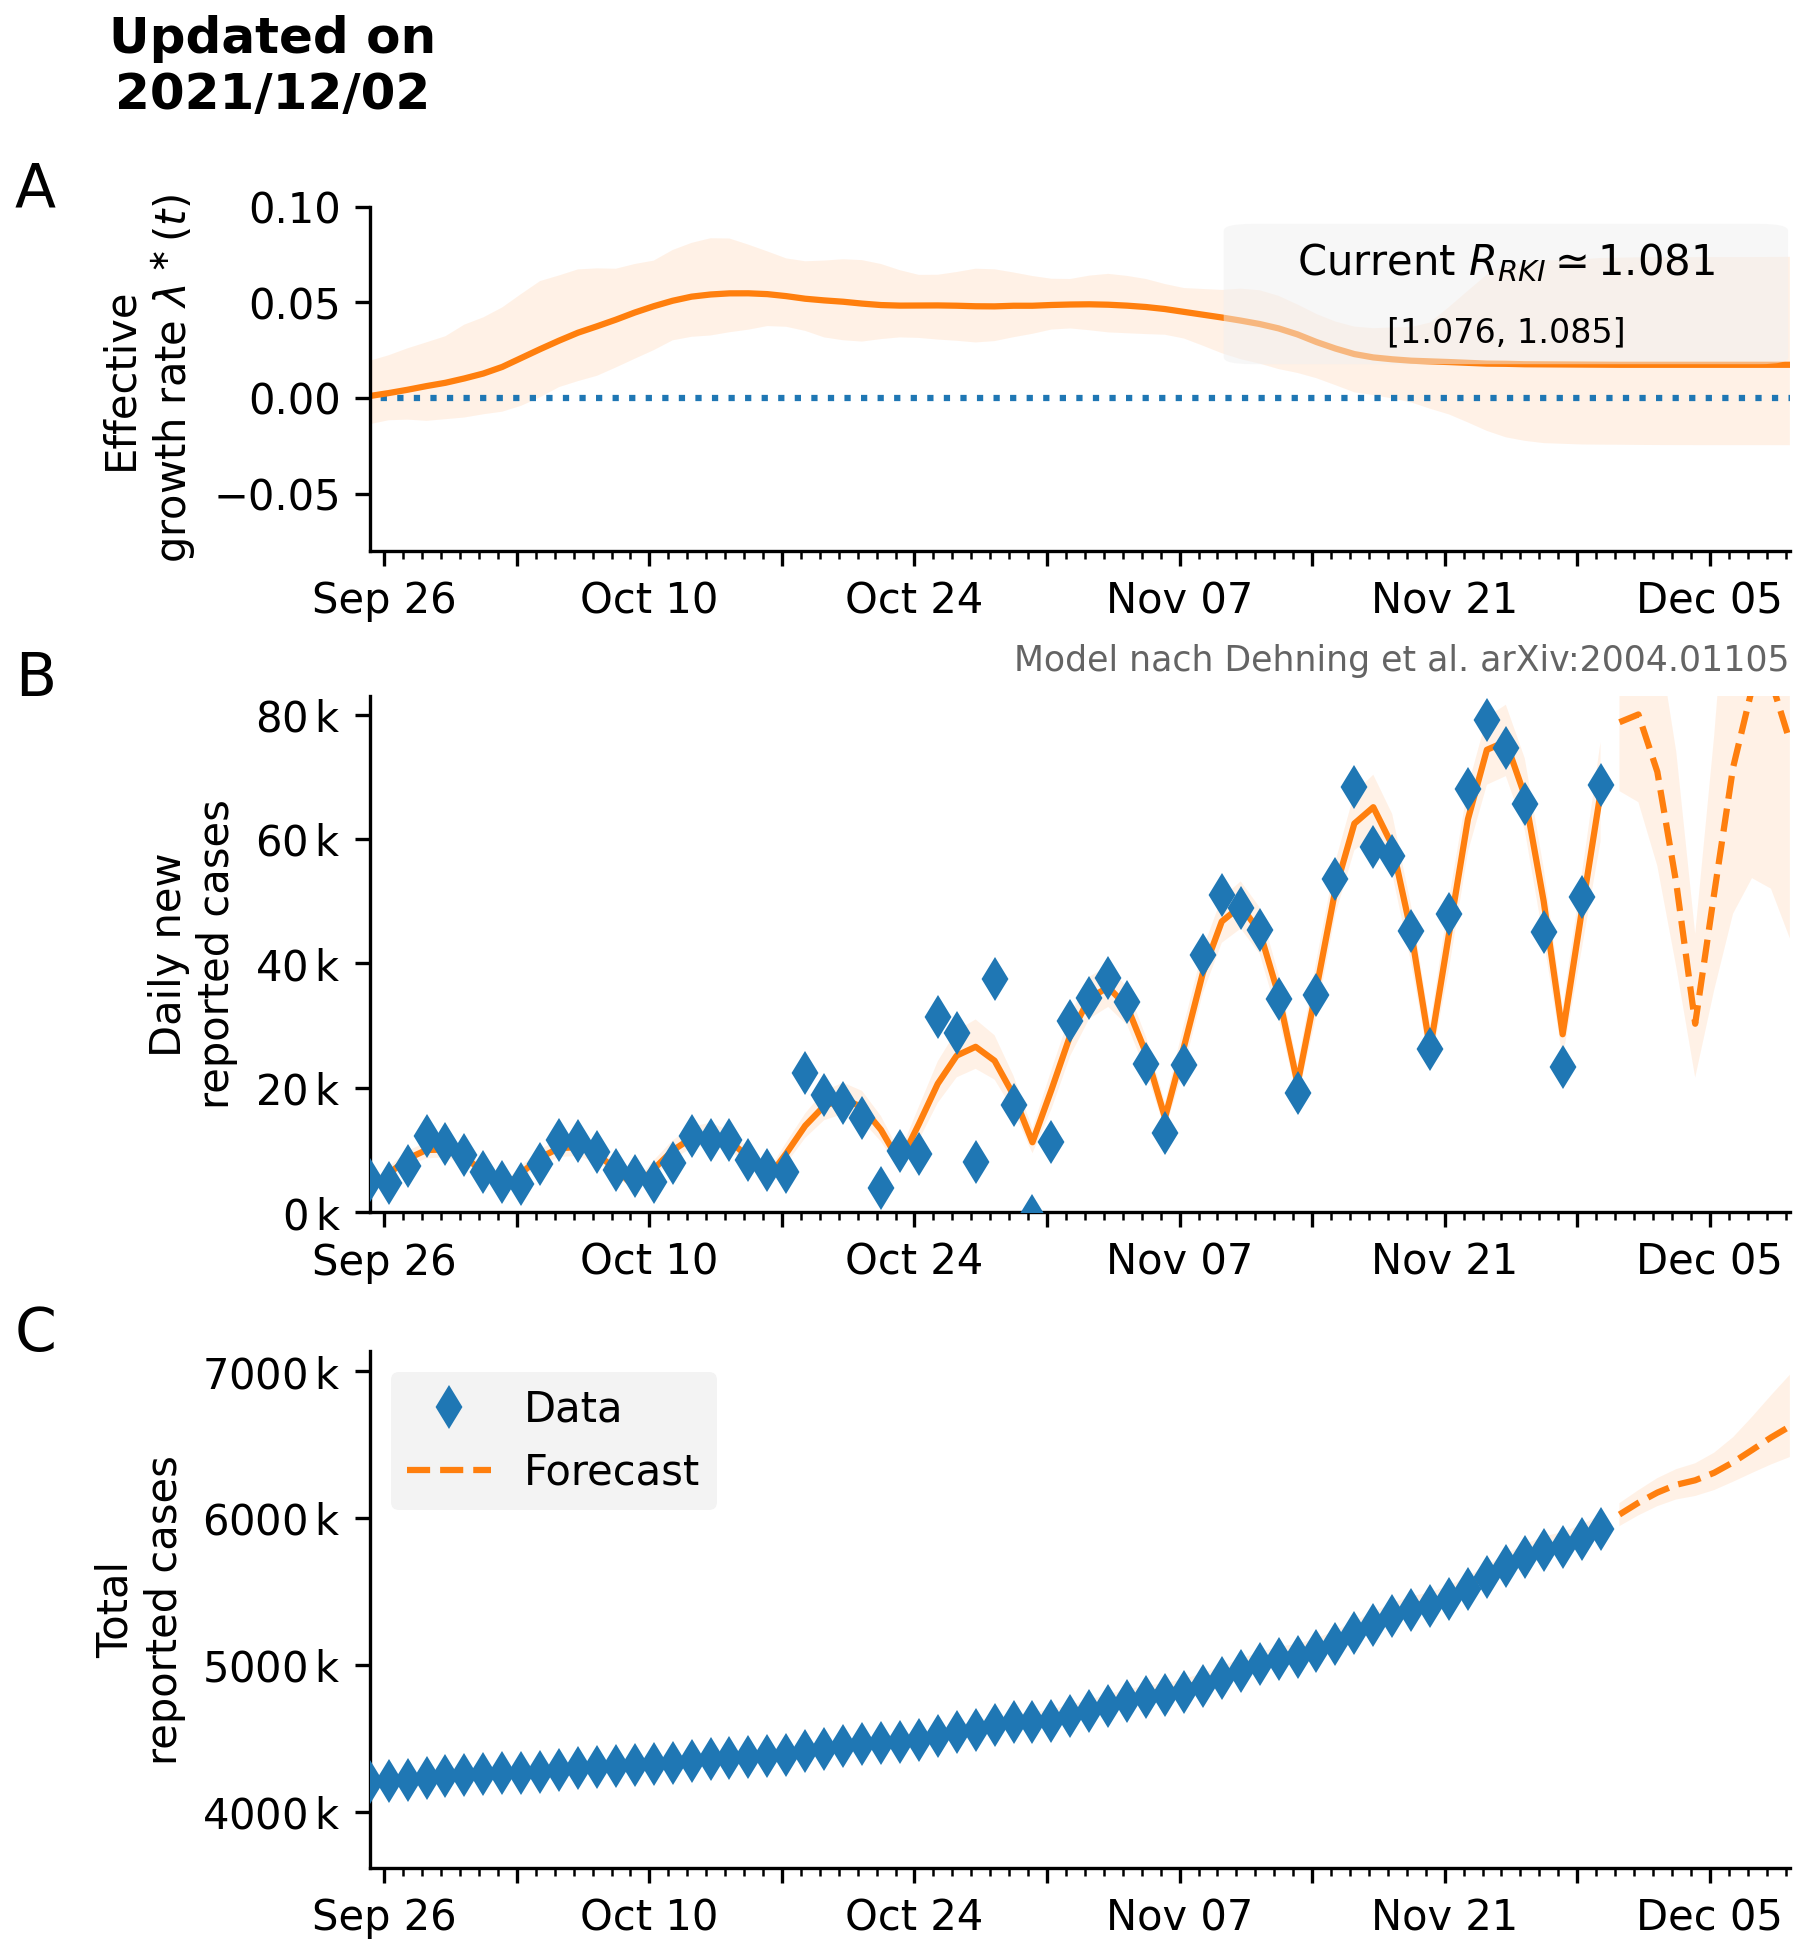 Updated on
2021/12/02
A
Effective
growth rate λ * (t)
0.10
0.05
0.00
−0.05
Current R_RKI ≃ 1.081
[1.076, 1.085]
Sep 26 Oct 10 Oct 24 Nov 07 Nov 21 Dec 05
Model nach Dehning et al. arXiv:2004.01105
B
Daily new
reported cases
80 k
60 k
40 k
20 k
0 k
Sep 26 Oct 10 Oct 24 Nov 07 Nov 21 Dec 05
C
Total
reported cases
7000 k
6000 k
5000 k
4000 k
Data
Forecast
Sep 26 Oct 10 Oct 24 Nov 07 Nov 21 Dec 05